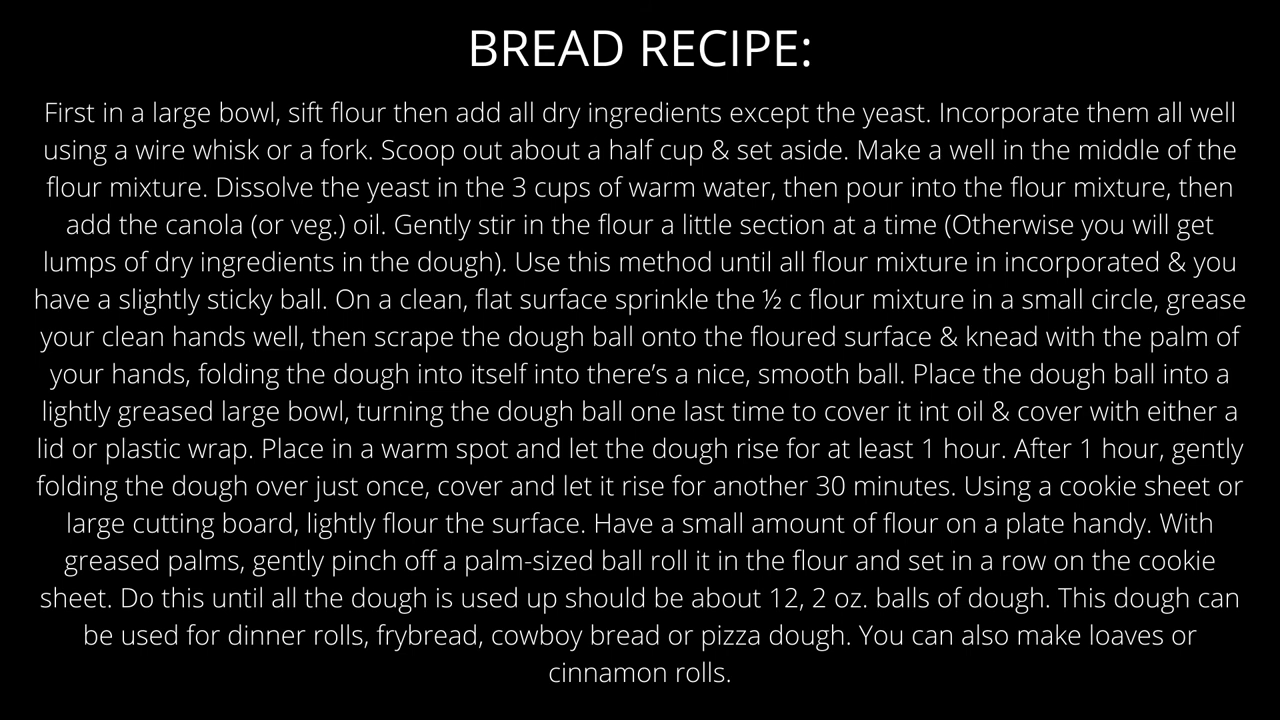 BREAD RECIPE:
First in a large bowl, sift flour then add all dry ingredients except the yeast. Incorporate them all well
using a wire whisk or a fork. Scoop out about a half cup & set aside. Make a well in the middle of the
flour mixture. Dissolve the yeast in the 3 cups of warm water, then pour into the flour mixture, then
add the canola (or veg.) oil. Gently stir in the flour a little section at a time (Otherwise you will get
lumps of dry ingredients in the dough). Use this method until all flour mixture in incorporated & you
have a slightly sticky ball. On a clean, flat surface sprinkle the ½ c flour mixture in a small circle, grease
your clean hands well, then scrape the dough ball onto the floured surface & knead with the palm of
your hands, folding the dough into itself into there’s a nice, smooth ball. Place the dough ball into a
lightly greased large bowl, turning the dough ball one last time to cover it int oil & cover with either a
lid or plastic wrap. Place in a warm spot and let the dough rise for at least 1 hour. After 1 hour, gently
folding the dough over just once, cover and let it rise for another 30 minutes. Using a cookie sheet or
large cutting board, lightly flour the surface. Have a small amount of flour on a plate handy. With
greased palms, gently pinch off a palm-sized ball roll it in the flour and set in a row on the cookie
sheet. Do this until all the dough is used up should be about 12, 2 oz. balls of dough. This dough can
be used for dinner rolls, frybread, cowboy bread or pizza dough. You can also make loaves or
cinnamon rolls.